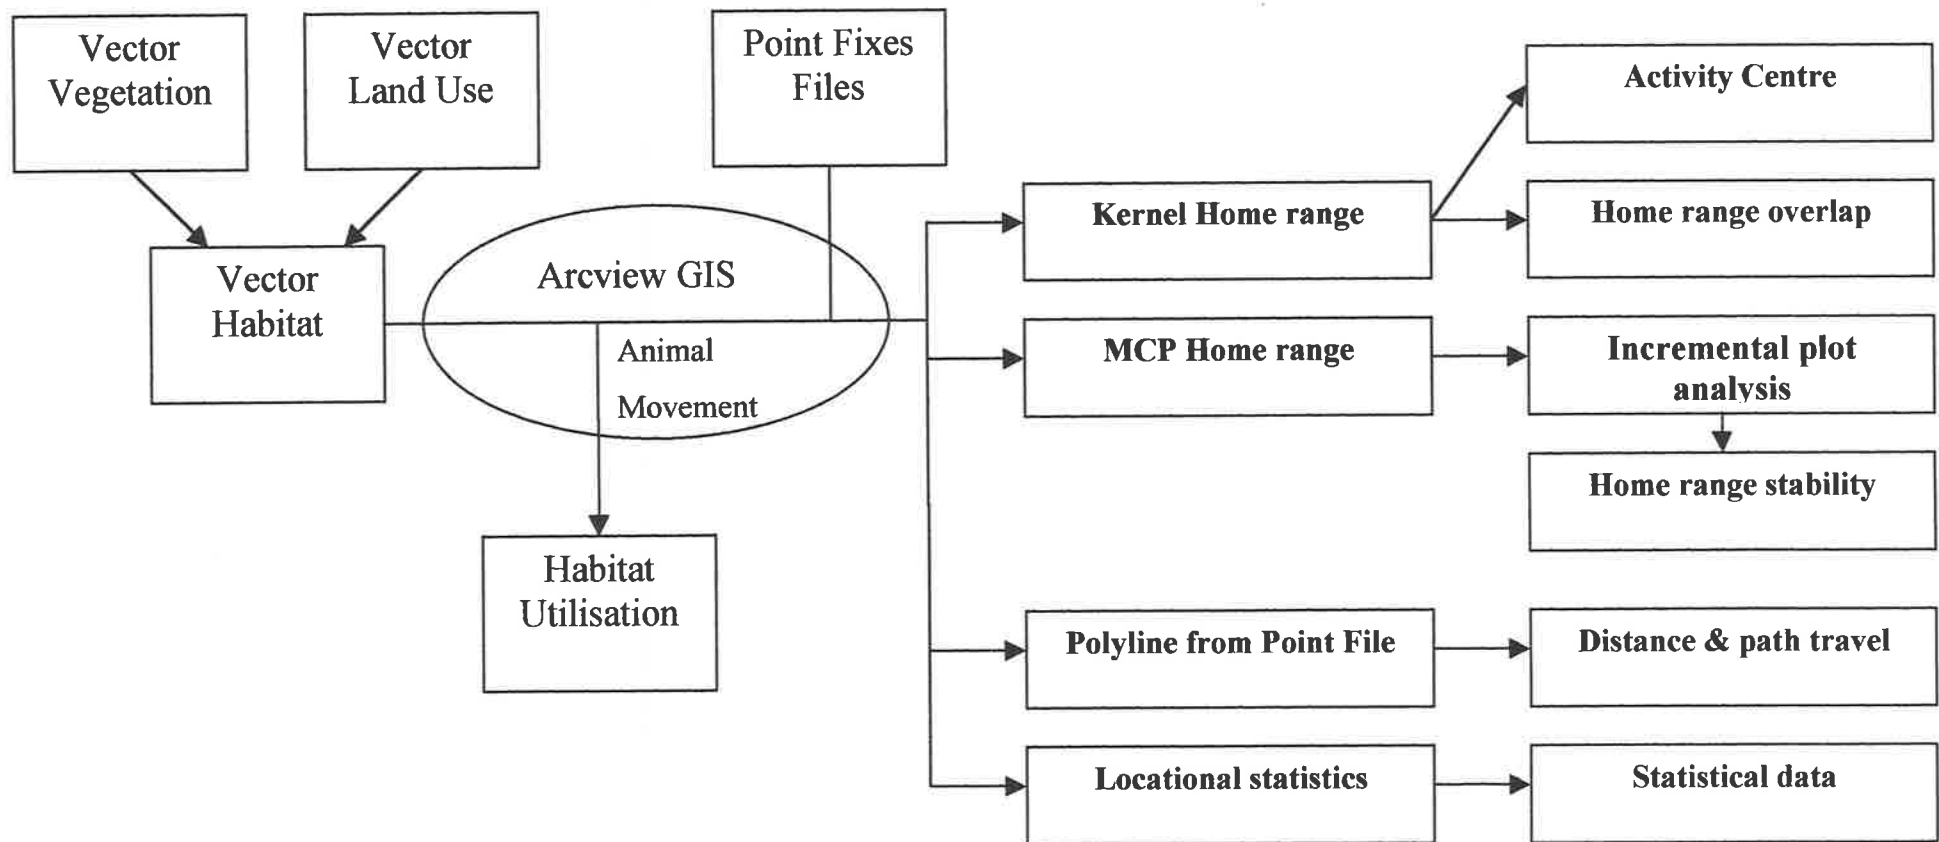 Vector
Vegetation
Vector
Land Use
Point Fixes
Files
Activity Centre
Kernel Home range
Home range overlap
Vector
Habitat
Arcview GIS
Animal
Movement
MCP Home range
Incremental plot
analysis
Home range stability
Habitat
Utilisation
Polyline from Point File
Distance & path travel
Locational statistics
Statistical data